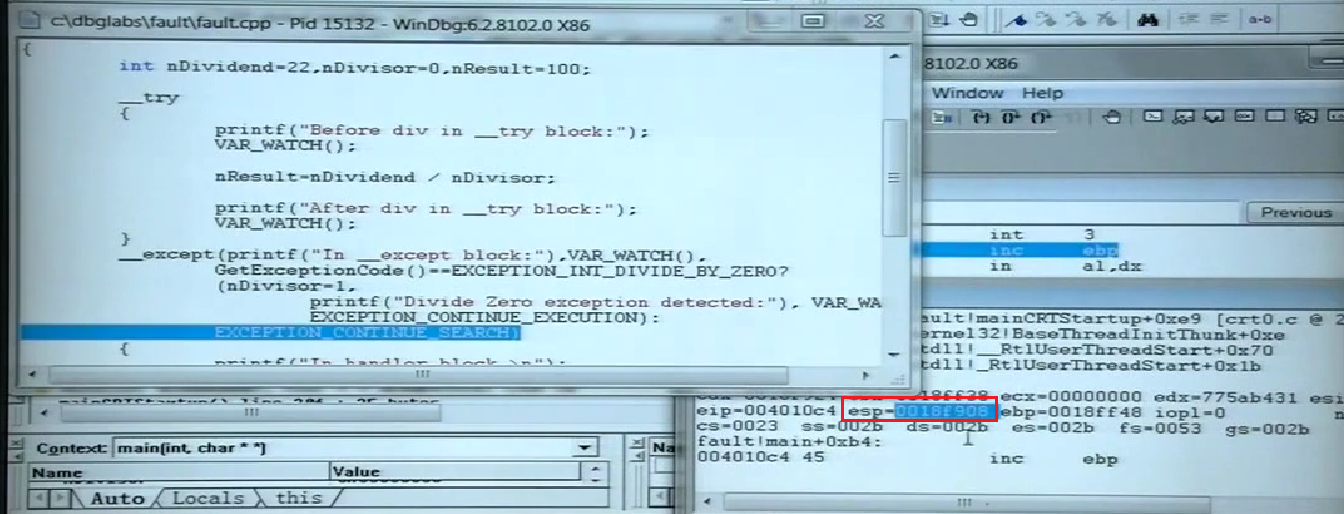 c:\dbglabs\fault\fault.cpp - Pid 15132 - WinDbg:6.2.8102.0 X86
{
int nDividend=22,nDivisor=0,nResult=100;
__try
{
printf("Before div in __try block:");
VAR_WATCH();
nResult=nDividend / nDivisor;
printf("After div in __try block:");
VAR_WATCH();
}
__except(printf("In __except block:"),VAR_WATCH(),
GetExceptionCode()==EXCEPTION_INT_DIVIDE_BY_ZERO?
(nDivisor=1,
printf("Divide Zero exception detected:"), VAR_WA
EXCEPTION_CONTINUE_EXECUTION):
EXCEPTION_CONTINUE_SEARCH)
{
printf("In handler block.\n");
8102.0 X86
Window Help
Previous
int 3
inc ebp
in al,dx
ault!mainCRTStartup+0xe9 [crt0.c @ 2
ernel32!BaseThreadInitThunk+0xe
tdll!__RtlUserThreadStart+0x70
tdll!_RtlUserThreadStart+0x1b
ecx=00000000 edx=775ab431 esi
eip=004010c4 esp=0018f908 ebp=0018ff48 iopl=0 n
cs=0023 ss=002b ds=002b es=002b fs=0053 gs=002b
fault!main+0xb4:
004010c4 45 inc ebp
Context: main(int, char * *)
Name Value
Auto Locals this
Na